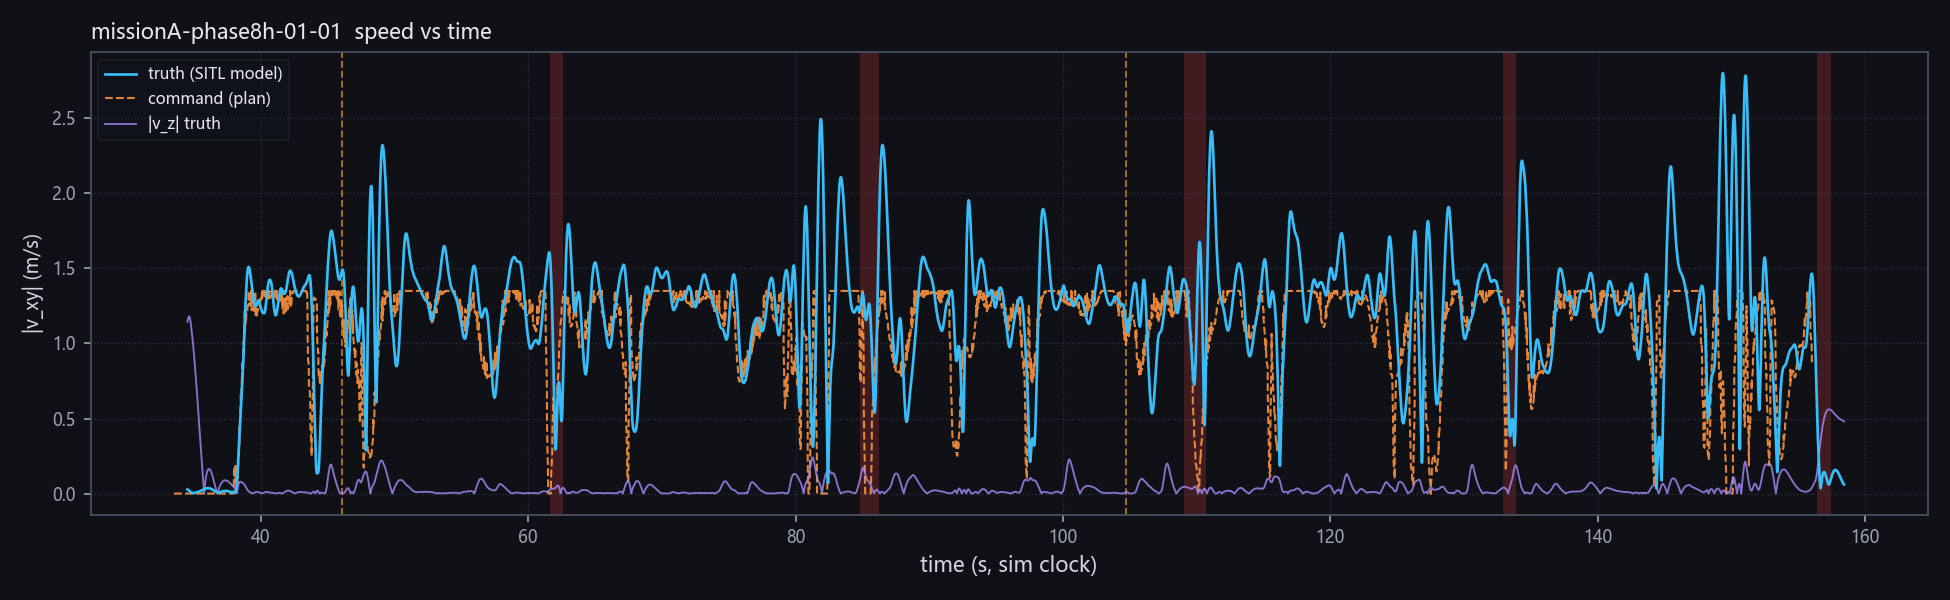 missionA-phase8h-01-01  speed vs time
truth (SITL model)
command (plan)
|v_z| truth
|v_xy| (m/s)
2.5
2.0
1.5
1.0
0.5
0.0
40
60
80
100
120
140
160
time (s, sim clock)